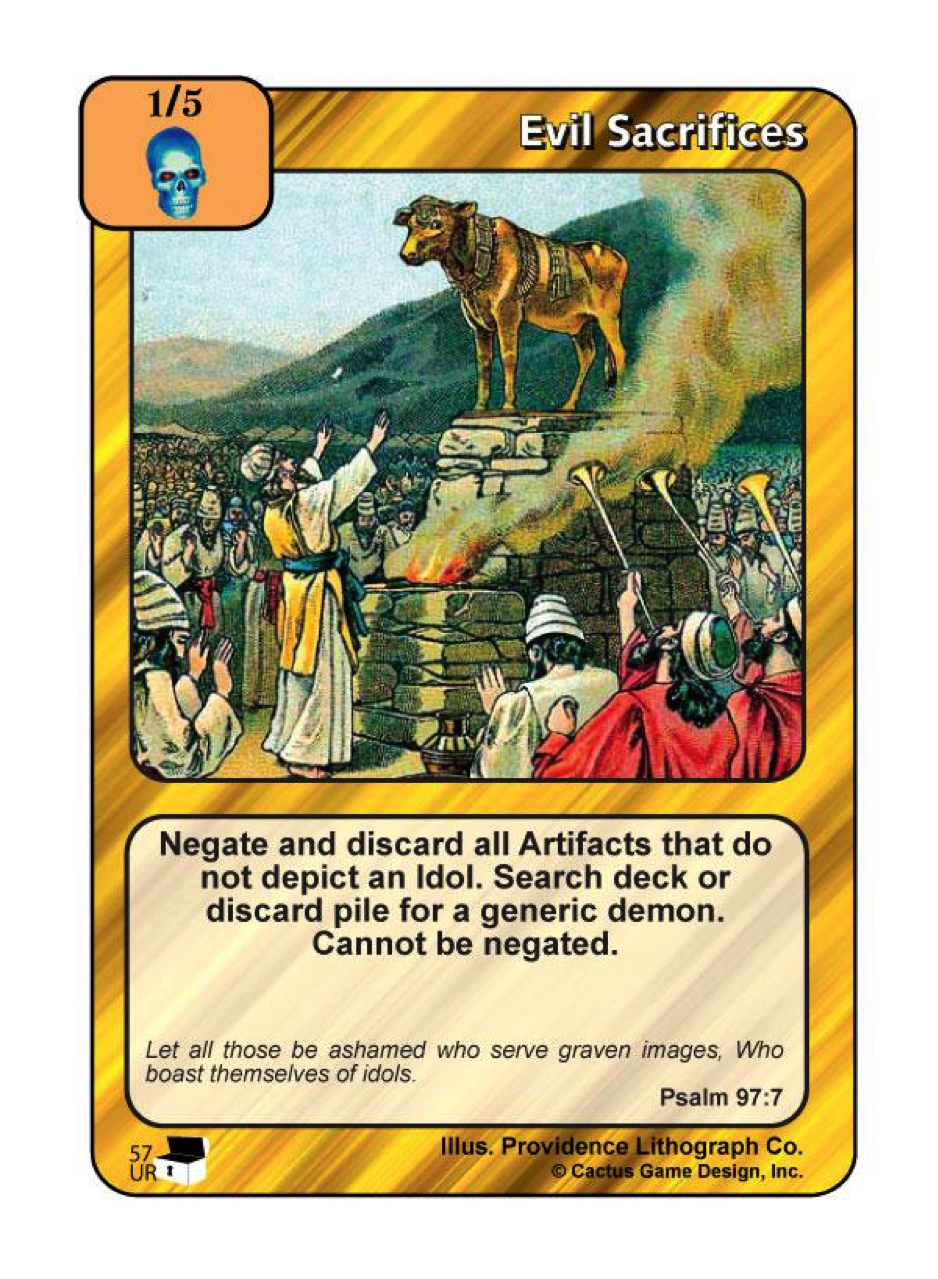 1/5
Evil Sacrifices
Negate and discard all Artifacts that do
not depict an Idol. Search deck or
discard pile for a generic demon.
Cannot be negated.
Let all those be ashamed who serve graven images, Who
boast themselves of idols.
Psalm 97:7
57
UR
Illus. Providence Lithograph Co.
© Cactus Game Design, Inc.